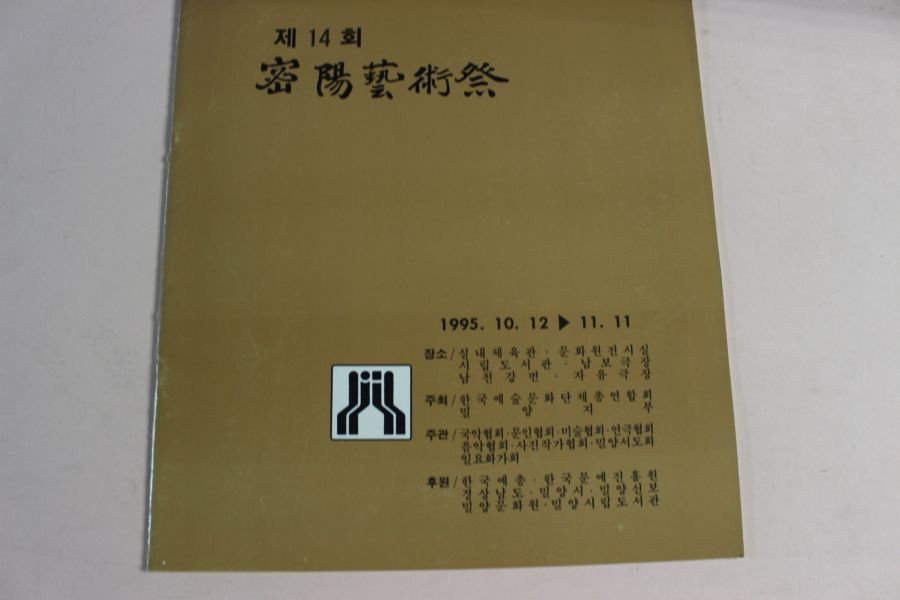 제 14 회
密陽藝術祭
1995. 10. 12 ▶ 11. 11
장소/실내체육관·문화원전시실
시립도서관·남보극장
남천강변·자유극장
주최/한국예술문화단체총연합회
밀양지부
주관/국악협회·문인협회·미술협회·연극협회
음악협회·사진작가협회·밀양서도회
일요화가회
후원/한국예총·한국문예진흥원
경상남도·밀양시·밀양신보
밀양문화원·밀양시립도서관